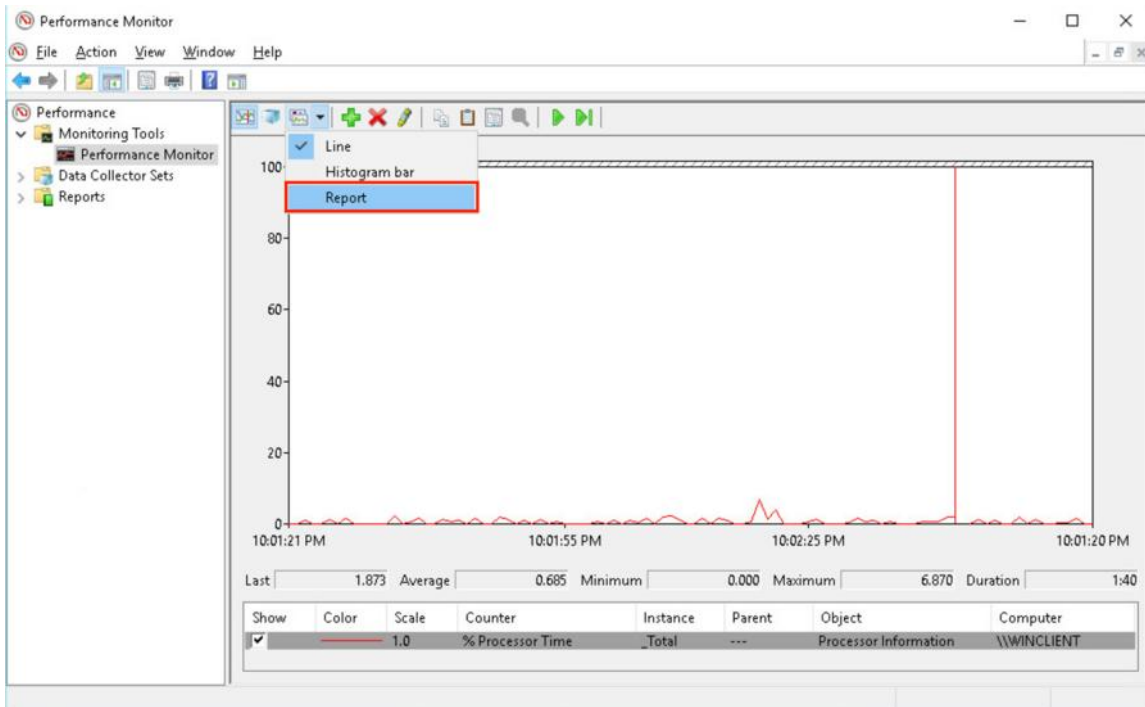 Performance Monitor
File Action View Window Help
Performance
Monitoring Tools
Performance Monitor
Data Collector Sets
Reports
Line
Histogram bar
Report
100
80
60
40
20
0
10:01:21 PM 10:01:55 PM 10:02:25 PM 10:01:20 PM
Last 1.873 Average 0.685 Minimum 0.000 Maximum 6.870 Duration 1:40
Show Color Scale Counter Instance Parent Object Computer
1.0 % Processor Time _Total --- Processor Information \\WINCLIENT